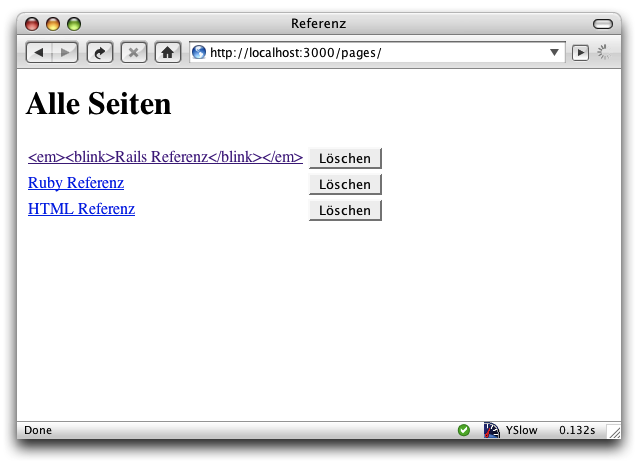 Referenz
http://localhost:3000/pages/
Alle Seiten
<em><blink>Rails Referenz</blink></em> Löschen
Ruby Referenz Löschen
HTML Referenz Löschen
Done YSlow 0.132s